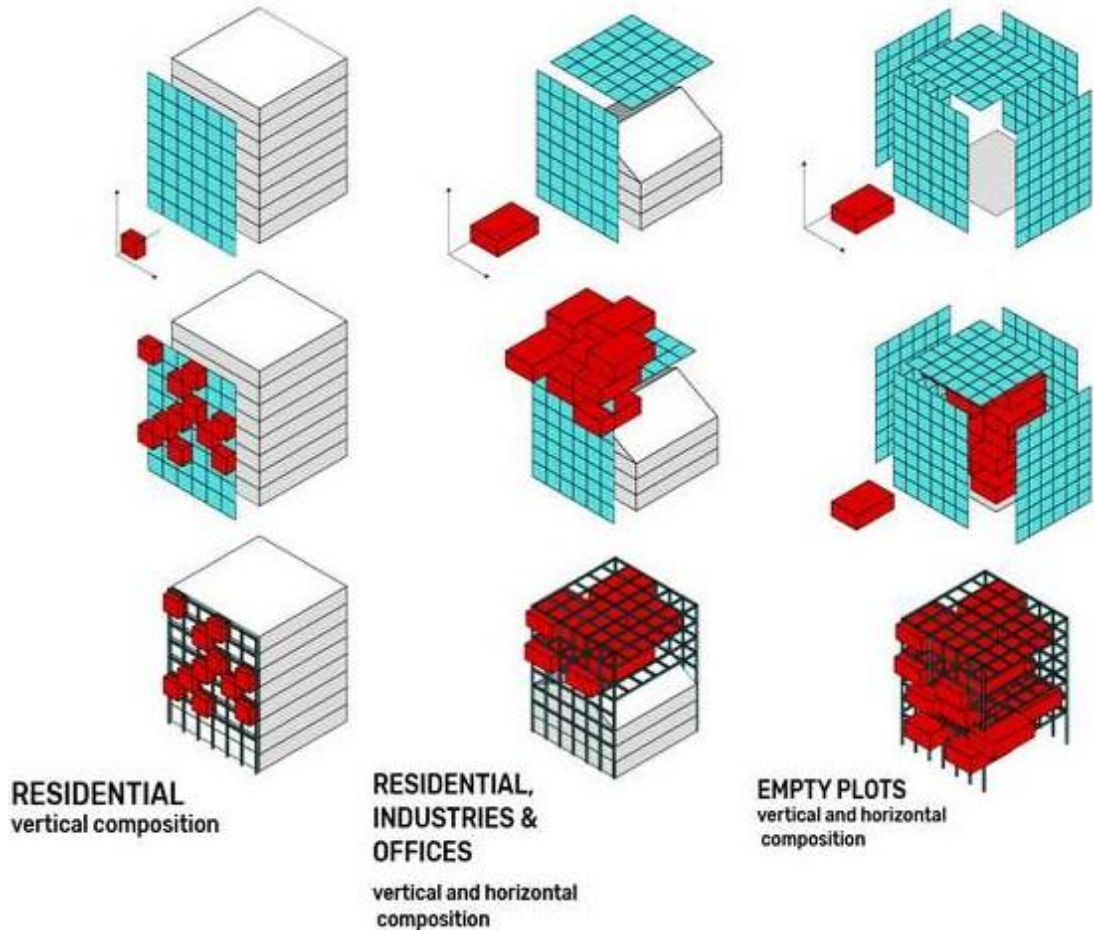 RESIDENTIAL
vertical composition
RESIDENTIAL,
INDUSTRIES &
OFFICES
vertical and horizontal
composition
EMPTY PLOTS
vertical and horizontal
composition